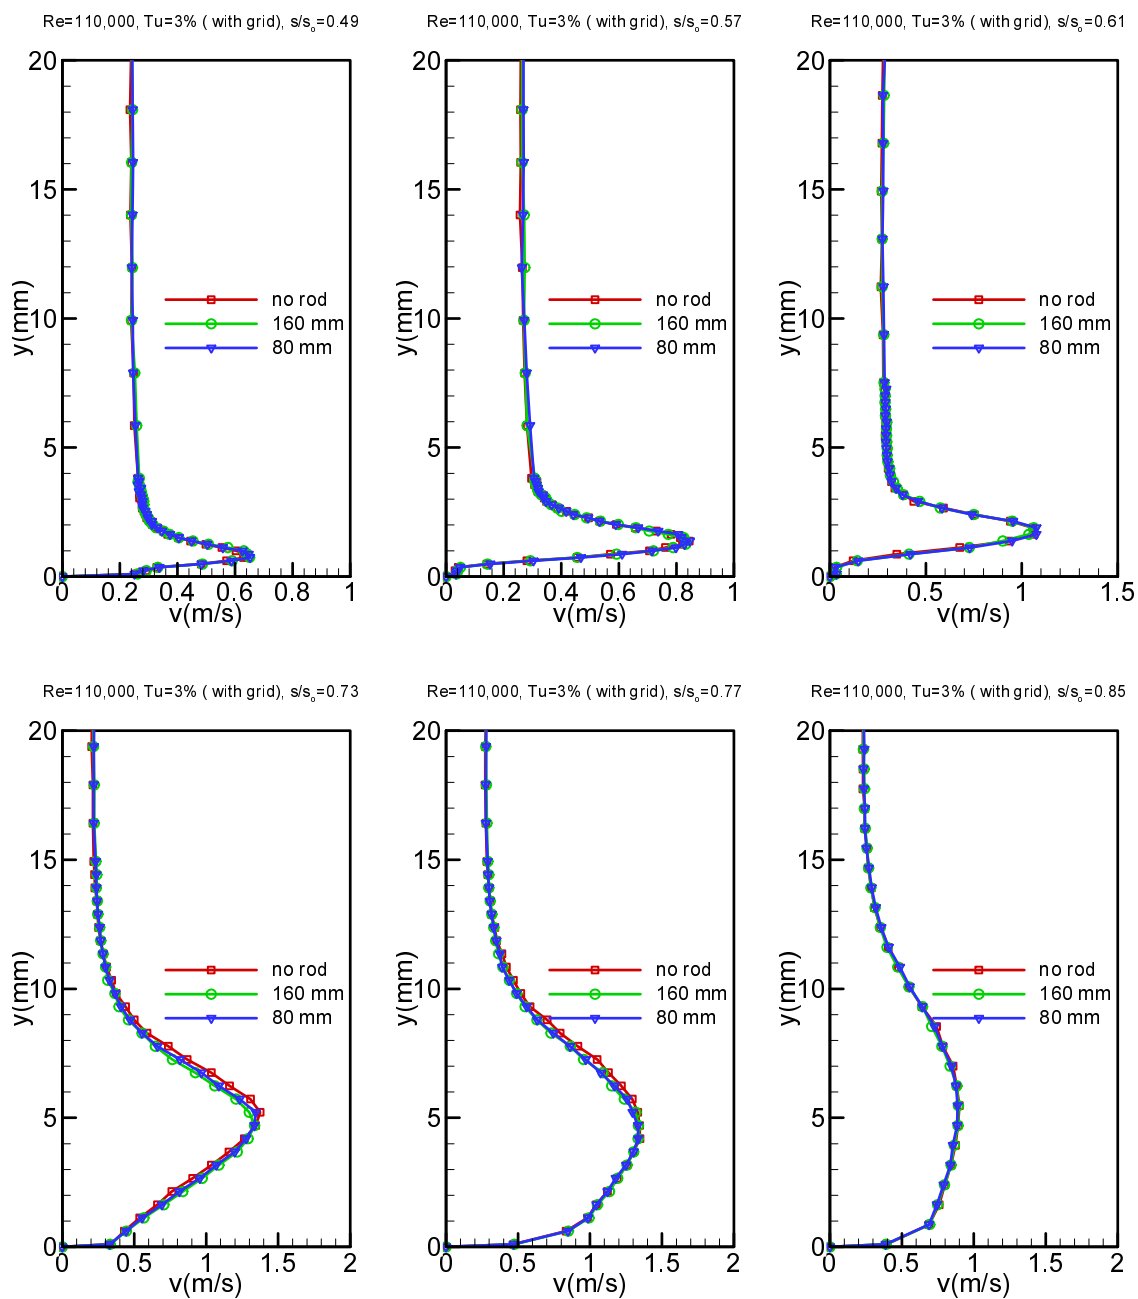 Re=110,000, Tu=3% ( with grid), s/s₀=0.49
20
15
10
5
0
y(mm)
no rod
160 mm
80 mm
0 0.2 0.4 0.6 0.8 1
v(m/s)
Re=110,000, Tu=3% ( with grid), s/s₀=0.57
20
15
10
5
0
y(mm)
no rod
160 mm
80 mm
0 0.2 0.4 0.6 0.8 1
v(m/s)
Re=110,000, Tu=3% ( with grid), s/s₀=0.61
20
15
10
5
0
y(mm)
no rod
160 mm
80 mm
0 0.5 1 1.5
v(m/s)
Re=110,000, Tu=3% ( with grid), s/s₀=0.73
20
15
10
5
0
y(mm)
no rod
160 mm
80 mm
0 0.5 1 1.5 2
v(m/s)
Re=110,000, Tu=3% ( with grid), s/s₀=0.77
20
15
10
5
0
y(mm)
no rod
160 mm
80 mm
0 0.5 1 1.5 2
v(m/s)
Re=110,000, Tu=3% ( with grid), s/s₀=0.85
20
15
10
5
0
y(mm)
no rod
160 mm
80 mm
0 0.5 1 1.5 2
v(m/s)